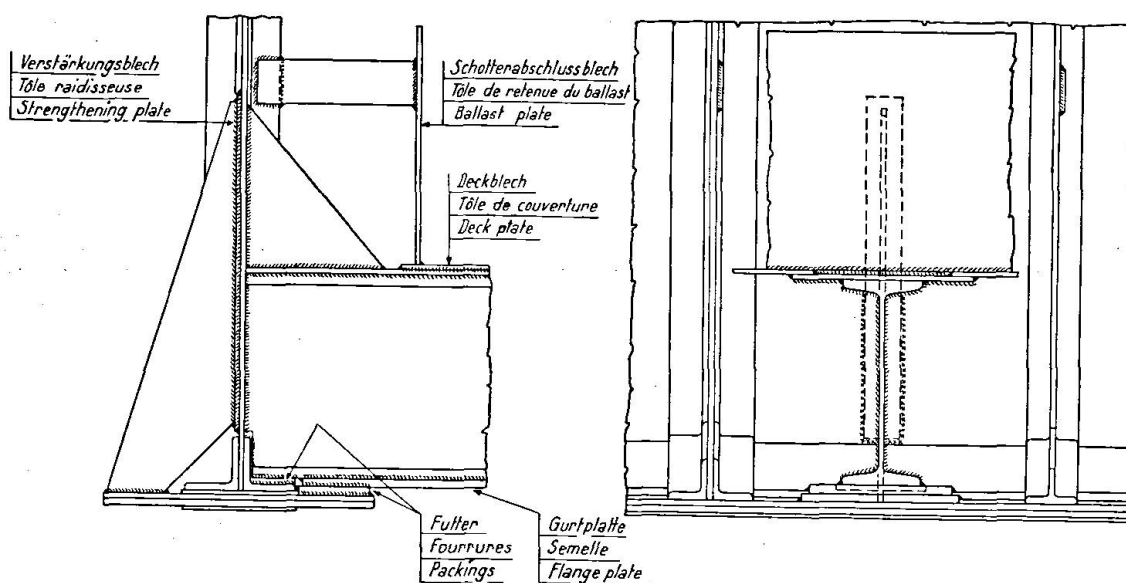 Verstärkungsblech
Tôle raidisseuse
Strengthening plate
Schotterabschlussblech
Tôle de retenue du ballast
Ballast plate
Deckblech
Tôle de couverture
Deck plate
Futter
Fourrures
Packings
Gurtplatte
Semelle
Flange plate